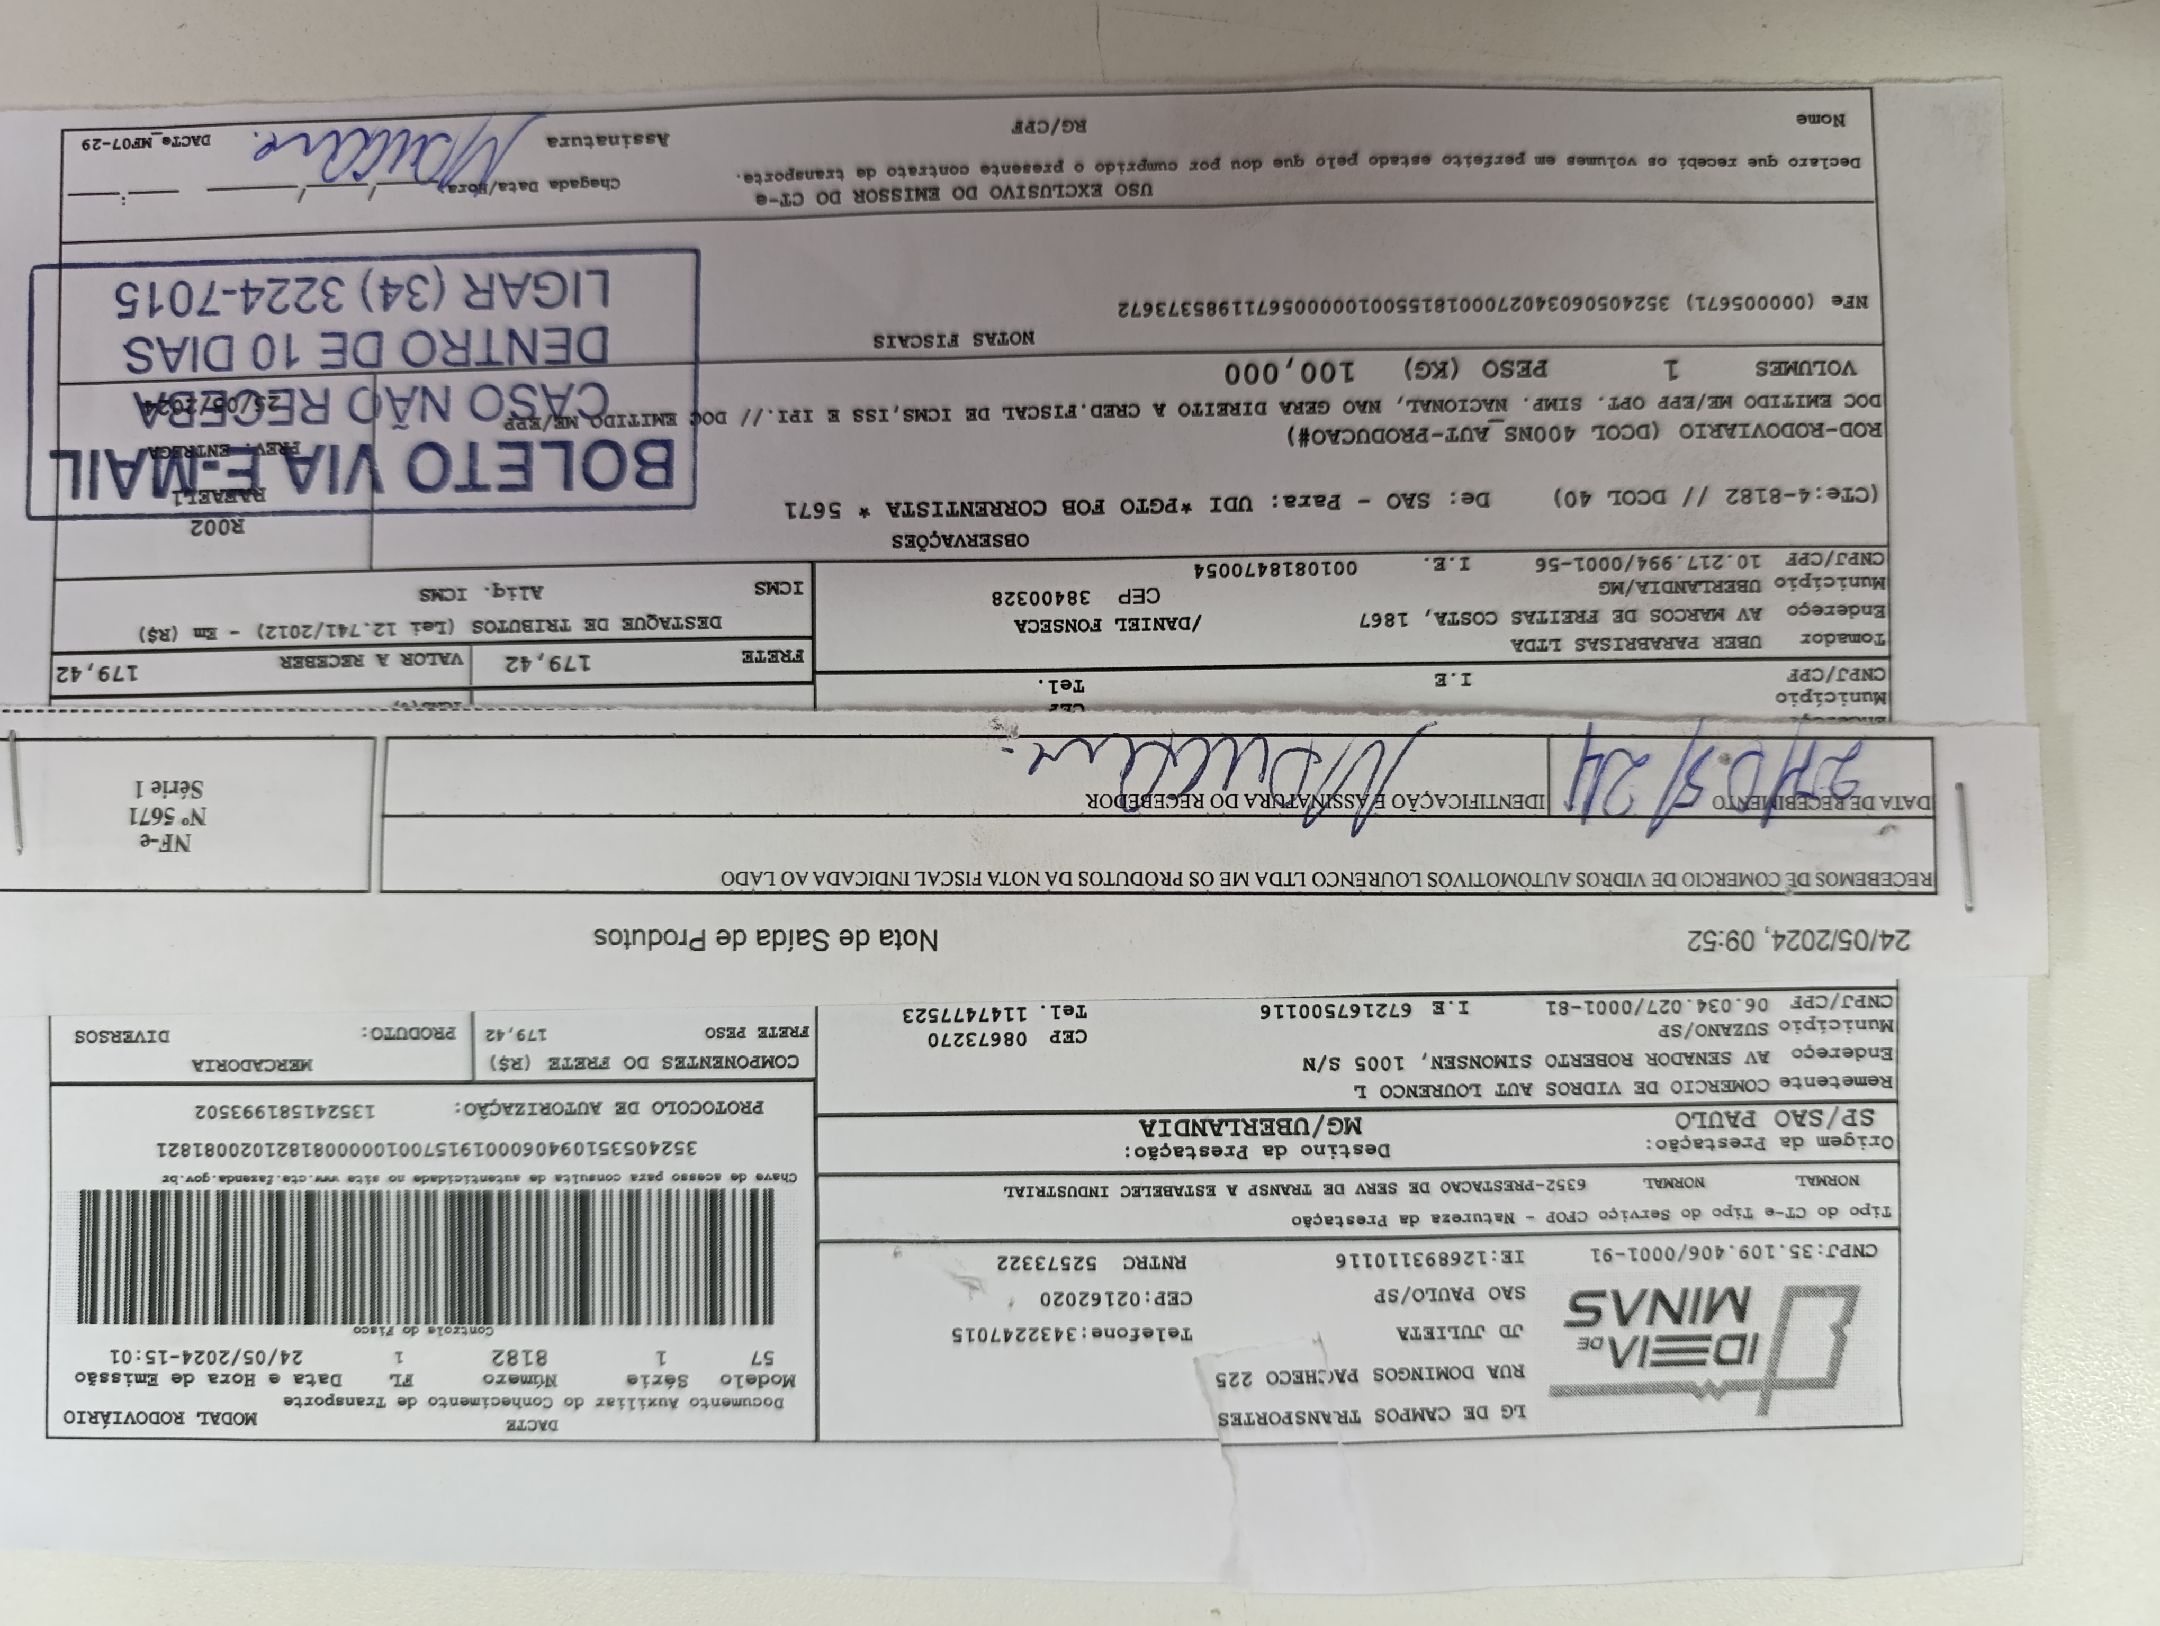 LG DE CAMPOS TRANSPORTES
RUA DOMINGOS PACHECO 225
IDEIA DE MINAS
JD JULIETA Telefone:3432247015
SAO PAULO/SP CEP:02162020
CNPJ:35.109.406/0001-91 IE:126893110116 RNTRC 52573322
DACTE MODAL RODOVIÁRIO
Documento Auxiliar do Conhecimento de Transporte
Modelo Série Número FL Data e Hora de Emissão
57 1 8182 1 24/05/2024-15:01
Controle do Fisco
Chave de acesso para consulta de autenticidade no site www.cte.fazenda.gov.br
35240535109406000191570010000081821020081821
PROTOCOLO DE AUTORIZAÇÃO: 135241581993502
Tipo do CT-e Tipo do Serviço CFOP - Natureza da Prestação
NORMAL NORMAL 6352-PRESTACAO DE SERV DE TRANSP A ESTABELEC INDUSTRIAL
Origem da Prestação: Destino da Prestação:
SP/SAO PAULO MG/UBERLANDIA
Remetente COMERCIO DE VIDROS AUT LOURENCO L
Endereço AV SENADOR ROBERTO SIMONSEN, 1005 S/N
Município SUZANO/SP CEP 08673270
CNPJ/CPF 06.034.027/0001-81 I.E 672167500116 Tel. 1147477523
COMPONENTES DO FRETE (R$) MERCADORIA
FRETE PESO 179,42 PRODUTO: DIVERSOS
24/05/2024, 09:52 Nota de Saída de Produtos
RECEBEMOS DE COMERCIO DE VIDROS AUTOMOTIVOS LOURENCO LTDA ME OS PRODUTOS DA NOTA FISCAL INDICADA AO LADO
DATA DE RECEBIMENTO IDENTIFICAÇÃO E ASSINATURA DO RECEBEDOR
27/05/24
NF-e
Nº 5671
Série 1
Município CEP
CNPJ/CPF I.E Tel.
Tomador UBER PARABRISAS LTDA
Endereço AV MARCOS DE FREITAS COSTA, 1867 /DANIEL FONSECA
Município UBERLANDIA/MG CEP 38400328
CNPJ/CPF 10.217.994/0001-56 I.E. 0010818470054
FRETE 179,42 VALOR A RECEBER 179,42
DESTAQUE DE TRIBUTOS (Lei 12.741/2012) - Em (R$)
ICMS Aliq. ICMS
OBSERVAÇÕES
(CTe:4-8182 // DCOL 40) De: SAO - Para: UDI *PGTO FOB CORRENTISTA * 5671
ROD-RODOVIARIO (DCOL 400NS_AUT-PRODUCAO#)
DOC EMITIDO ME/EPP OPT. SIMP. NACIONAL, NAO GERA DIREITO A CRED.FISCAL DE ICMS,ISS E IPI.// DOC EMITIDO ME/EPP
R002
RAFAEL1
PREV. ENTREGA
25/05/2024
BOLETO VIA E-MAIL
CASO NÃO RECEBA
DENTRO DE 10 DIAS
LIGAR (34) 3224-7015
VOLUMES 1 PESO (KG) 100,000
NOTAS FISCAIS
NFe (000005671) 35240506034027000181550010000056711985373672
USO EXCLUSIVO DO EMISSOR DO CT-e
Declaro que recebi os volumes em perfeito estado pelo que dou por cumprido o presente contrato de transporte.
Chegada Data/Hora / / :
Nome RG/CPF Assinatura DACTe_MF07-29